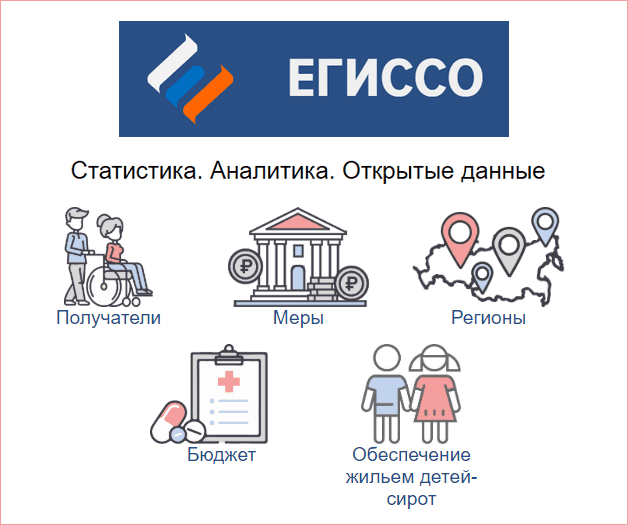 ЕГИССО
Статистика. Аналитика. Открытые данные
₽
₽
Получатели
Меры
Регионы
Бюджет
Обеспечение
жильем детей-
сирот